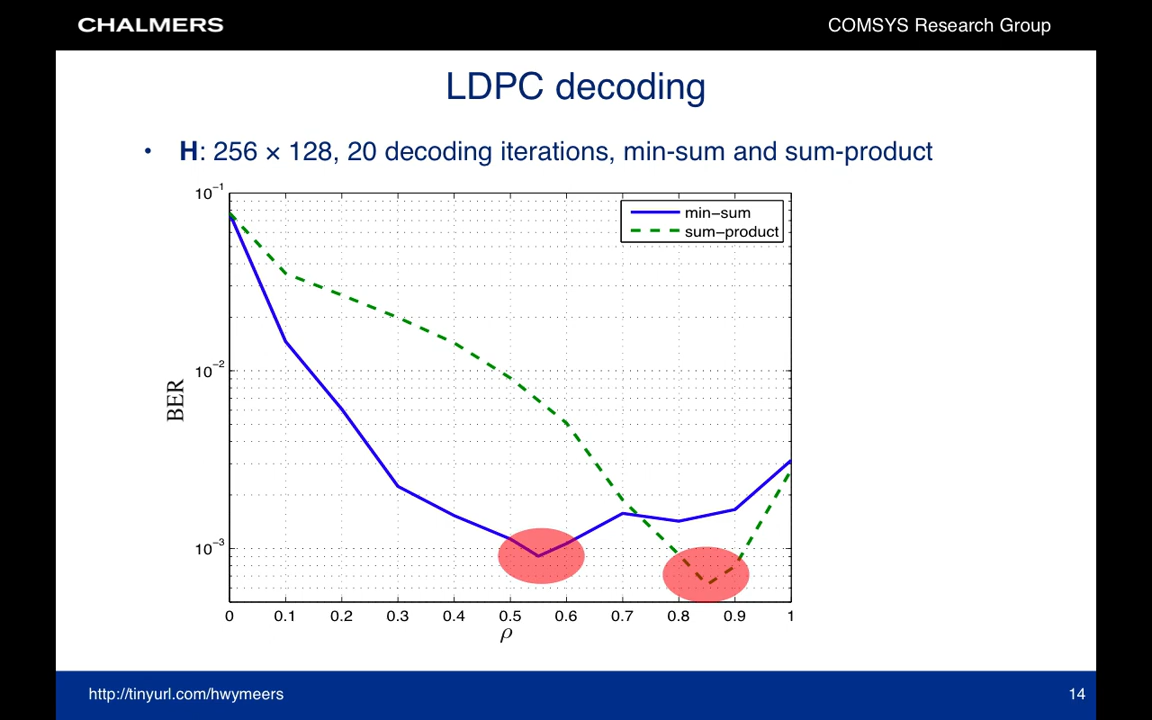 CHALMERS
COMSYS Research Group
LDPC decoding
• H: 256 × 128, 20 decoding iterations, min-sum and sum-product
10⁻¹
min−sum
sum−product
10⁻²
BER
10⁻³
0 0.1 0.2 0.3 0.4 0.5 0.6 0.7 0.8 0.9 1
ρ
http://tinyurl.com/hwymeers
14